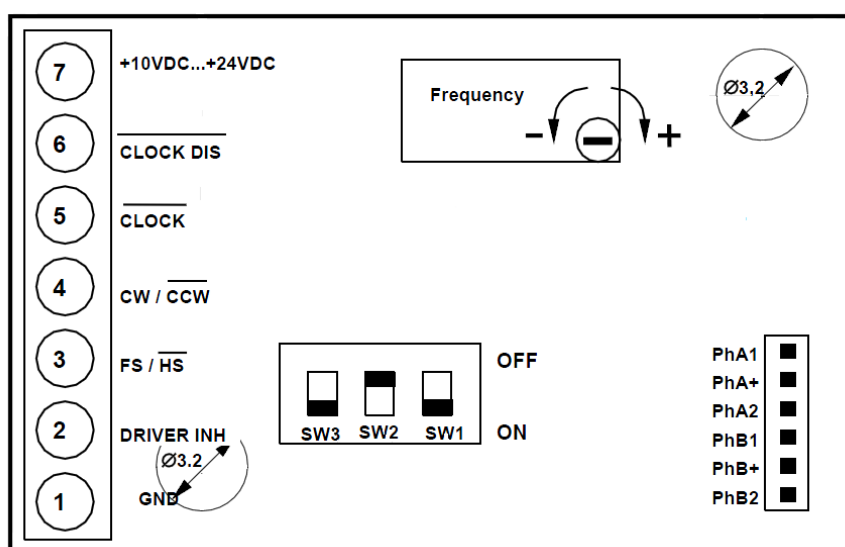 7 +10VDC...+24VDC
6 CLOCK DIS
5 CLOCK
4 CW / CCW
3 FS / HS
2 DRIVER INH
1 GND
Ø3.2
Frequency
- +
Ø3,2
OFF
SW3 SW2 SW1 ON
PhA1
PhA+
PhA2
PhB1
PhB+
PhB2